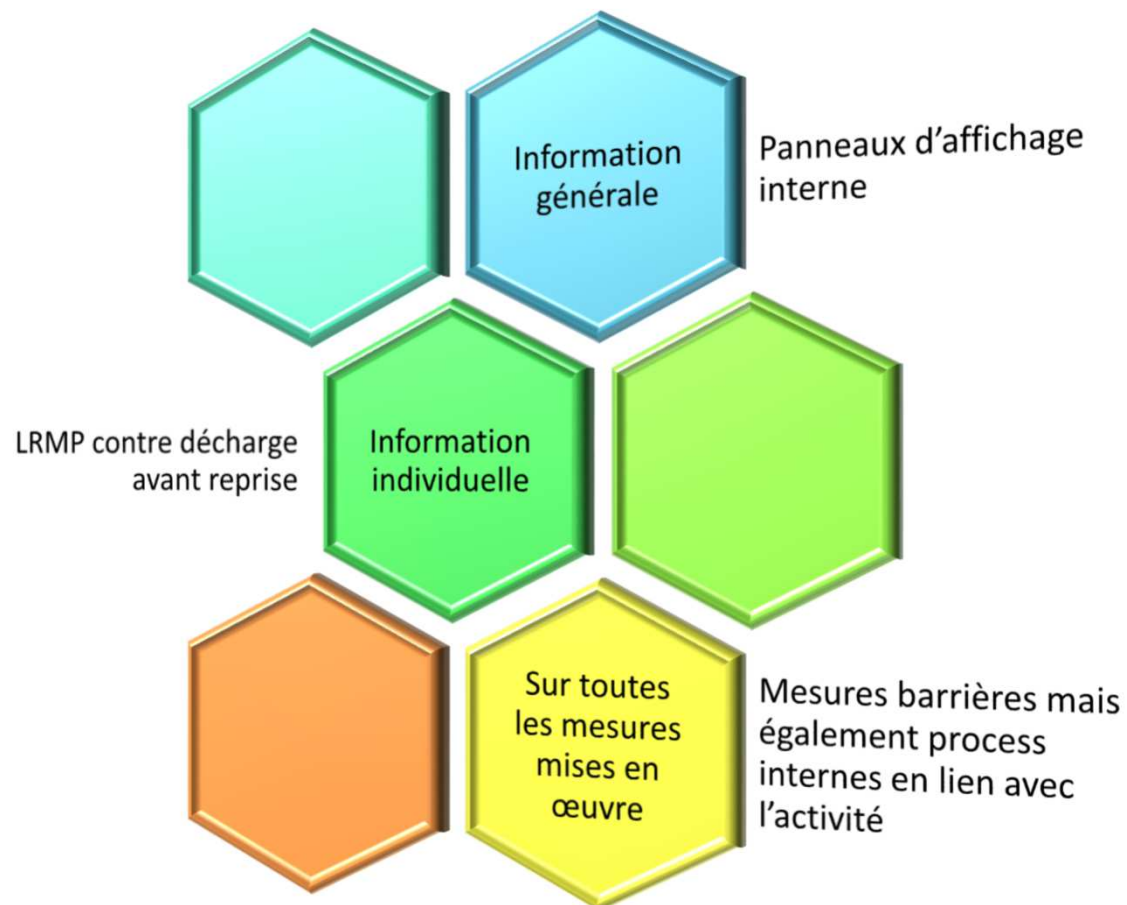 Information
générale
Panneaux d’affichage
interne
LRMP contre décharge
avant reprise
Information
individuelle
Sur toutes
les mesures
mises en
œuvre
Mesures barrières mais
également process
internes en lien avec
l’activité